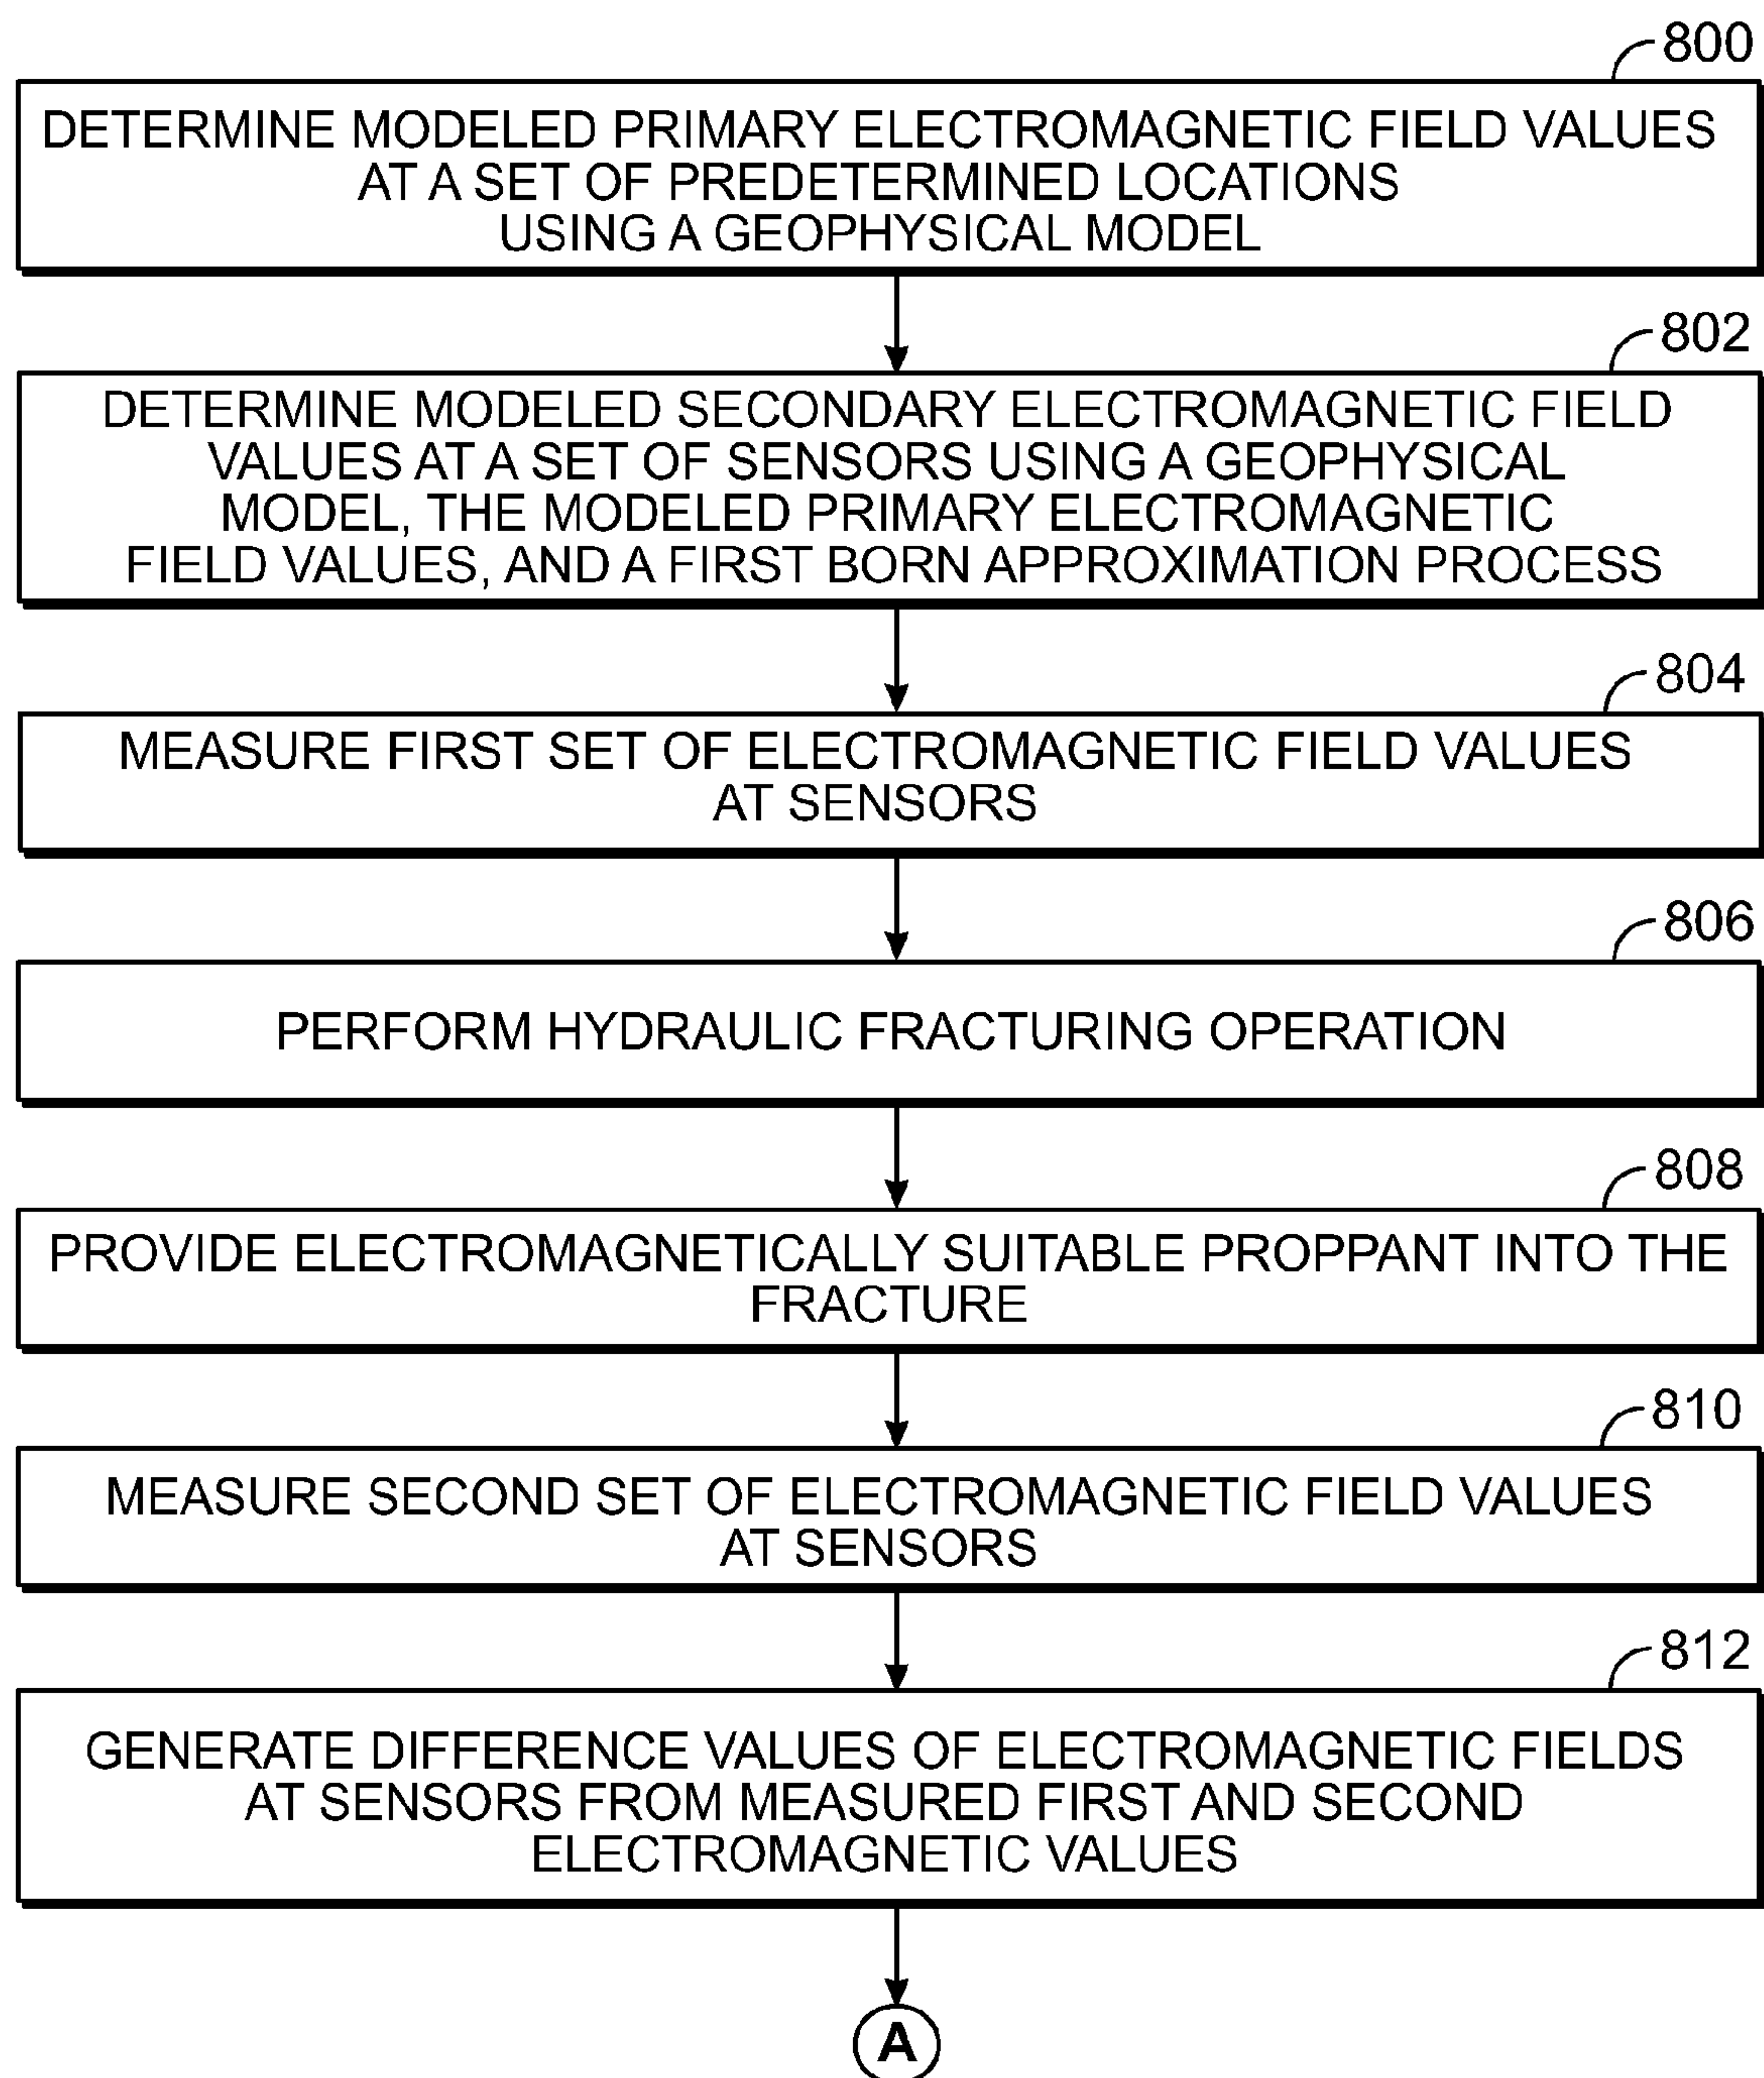 800
DETERMINE MODELED PRIMARY ELECTROMAGNETIC FIELD VALUES
AT A SET OF PREDETERMINED LOCATIONS
USING A GEOPHYSICAL MODEL
802
DETERMINE MODELED SECONDARY ELECTROMAGNETIC FIELD
VALUES AT A SET OF SENSORS USING A GEOPHYSICAL
MODEL, THE MODELED PRIMARY ELECTROMAGNETIC
FIELD VALUES, AND A FIRST BORN APPROXIMATION PROCESS
804
MEASURE FIRST SET OF ELECTROMAGNETIC FIELD VALUES
AT SENSORS
806
PERFORM HYDRAULIC FRACTURING OPERATION
808
PROVIDE ELECTROMAGNETICALLY SUITABLE PROPPANT INTO THE
FRACTURE
810
MEASURE SECOND SET OF ELECTROMAGNETIC FIELD VALUES
AT SENSORS
812
GENERATE DIFFERENCE VALUES OF ELECTROMAGNETIC FIELDS
AT SENSORS FROM MEASURED FIRST AND SECOND
ELECTROMAGNETIC VALUES
A